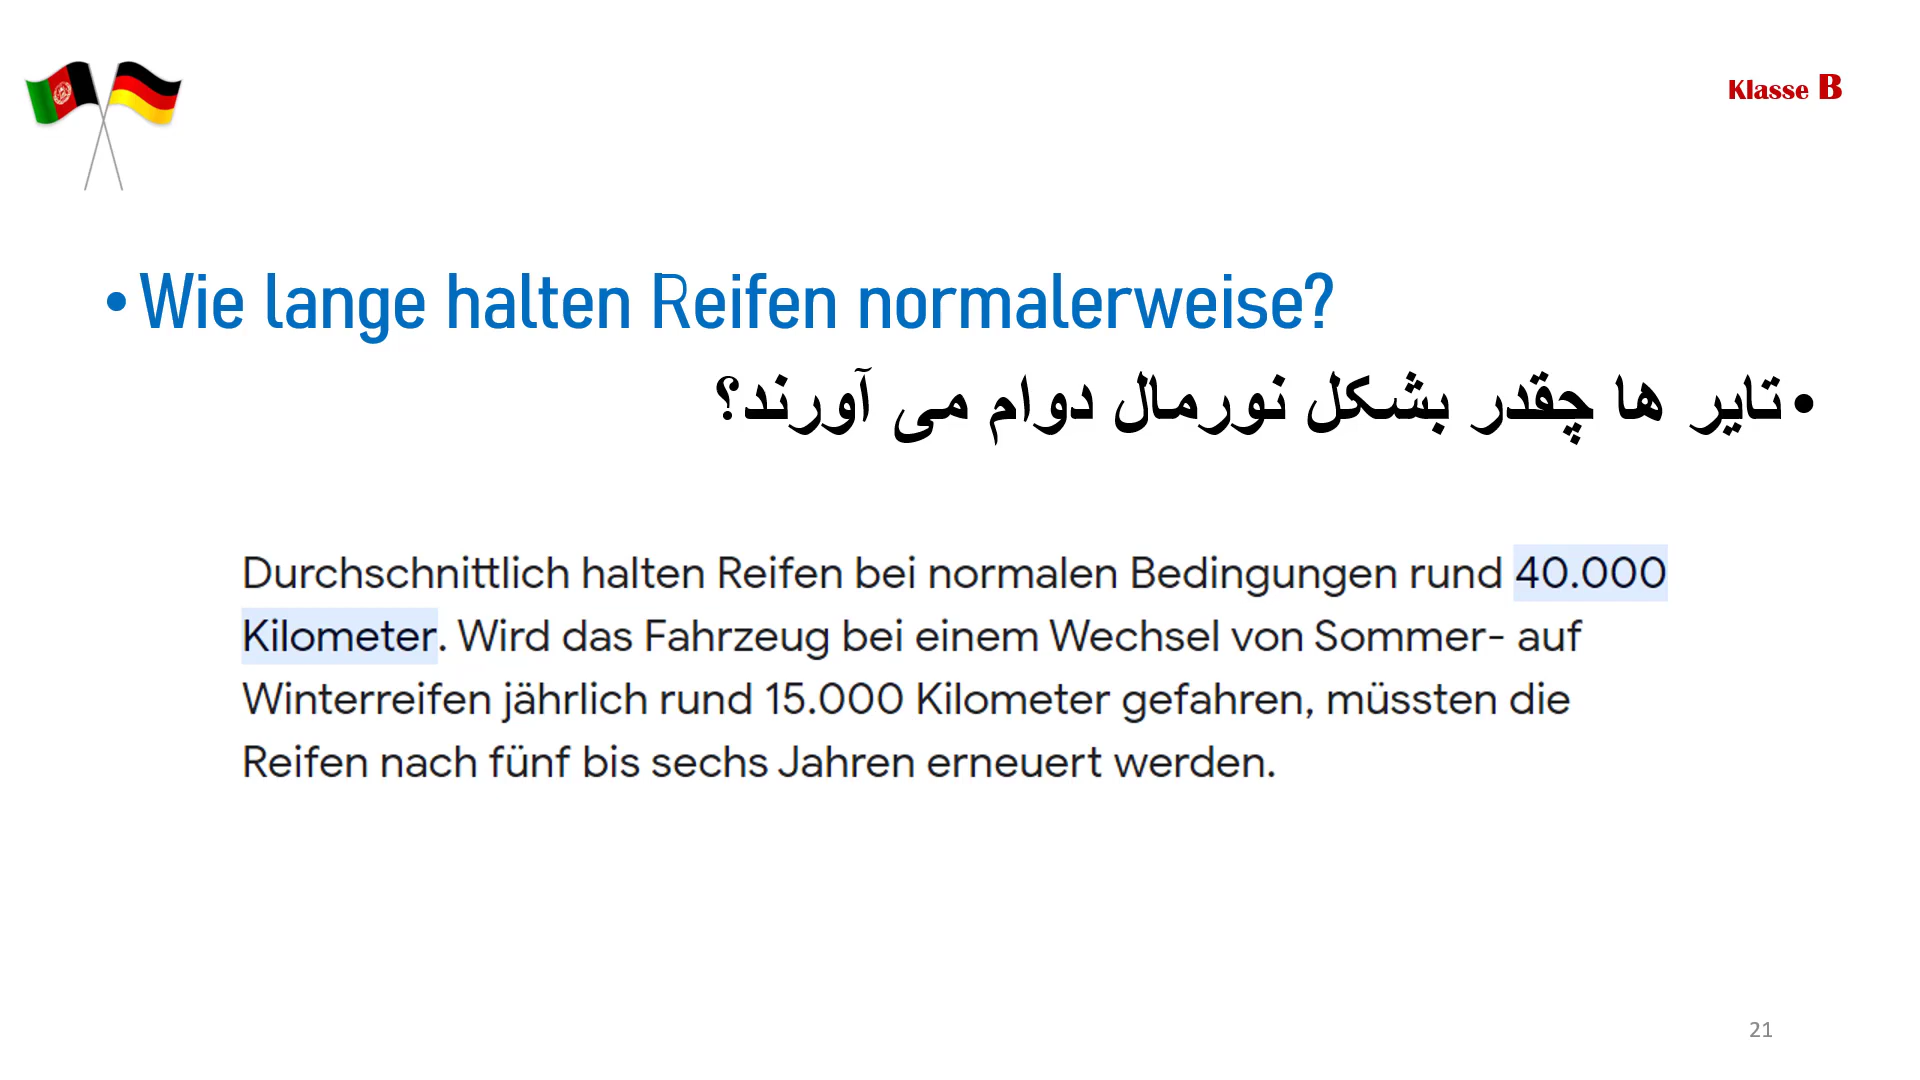 Klasse B
• Wie lange halten Reifen normalerweise?
• تایر ها چقدر بشکل نورمال دوام می آورند؟
Durchschnittlich halten Reifen bei normalen Bedingungen rund 40.000
Kilometer. Wird das Fahrzeug bei einem Wechsel von Sommer- auf
Winterreifen jährlich rund 15.000 Kilometer gefahren, müssten die
Reifen nach fünf bis sechs Jahren erneuert werden.
21